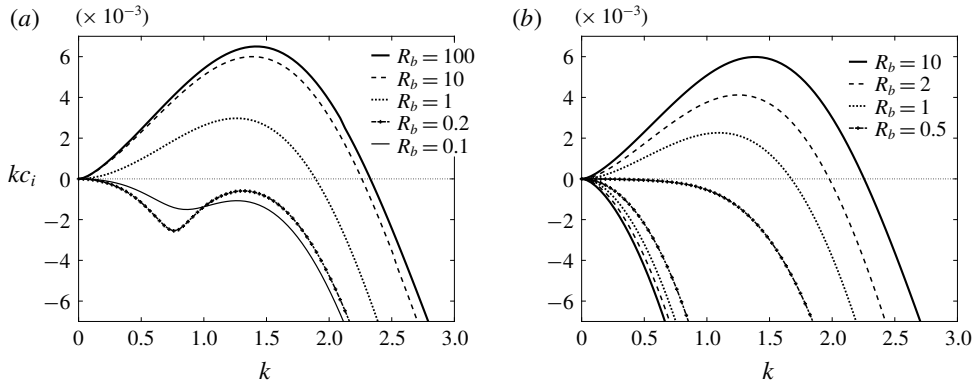 (a) (× 10⁻³)
6
4
2
0
−2
−4
−6
kcᵢ
R_b = 100
R_b = 10
R_b = 1
R_b = 0.2
R_b = 0.1
0 0.5 1.0 1.5 2.0 2.5 3.0
k
(b) (× 10⁻³)
6
4
2
0
−2
−4
−6
R_b = 10
R_b = 2
R_b = 1
R_b = 0.5
0 0.5 1.0 1.5 2.0 2.5 3.0
k